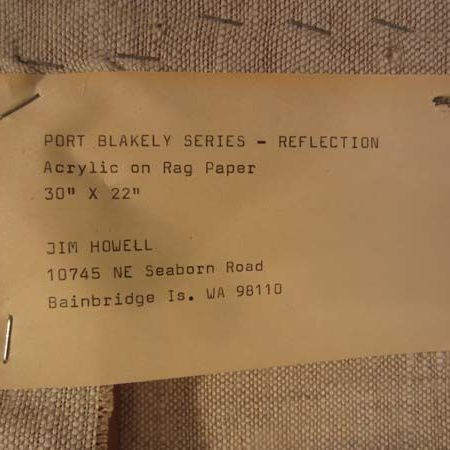 PORT BLAKELY SERIES - REFLECTION
Acrylic on Rag Paper
30" X 22"
JIM HOWELL
10745 NE Seaborn Road
Bainbridge Is. WA 98110